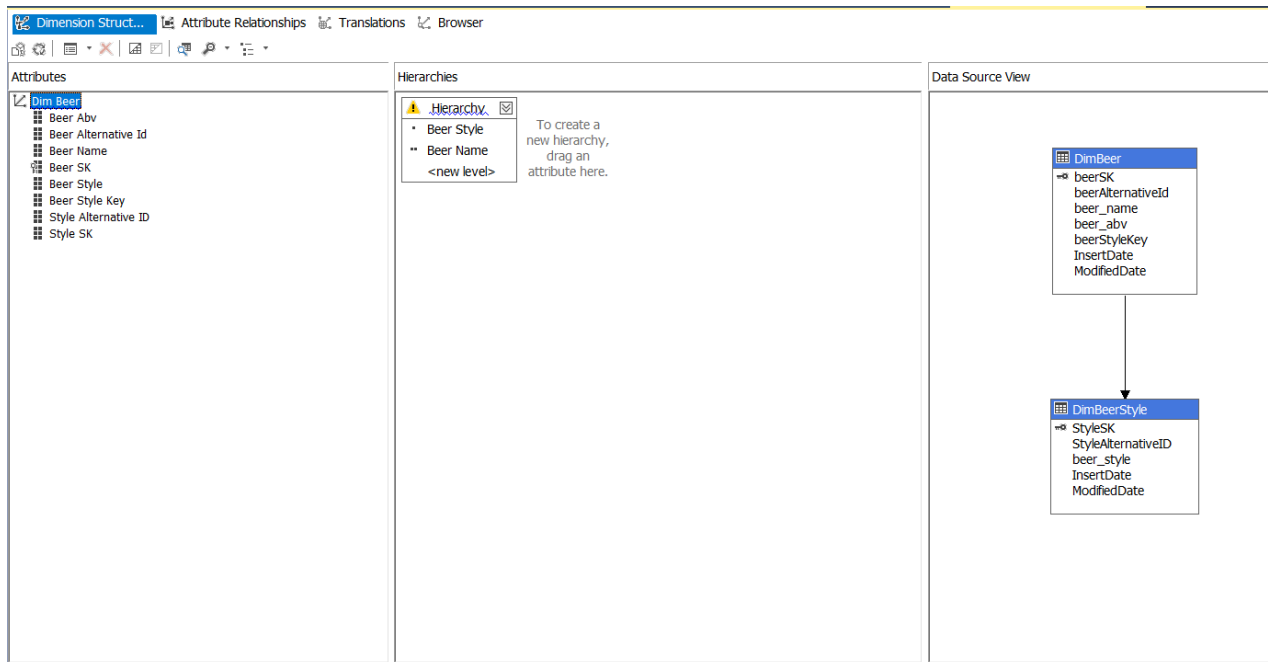 Dimension Struct... Attribute Relationships Translations Browser
Attributes
Dim Beer
Beer Abv
Beer Alternative Id
Beer Name
Beer SK
Beer Style
Beer Style Key
Style Alternative ID
Style SK
Hierarchies
Hierarchy
Beer Style
Beer Name
<new level>
To create a
new hierarchy,
drag an
attribute here.
Data Source View
DimBeer
beerSK
beerAlternativeId
beer_name
beer_abv
beerStyleKey
InsertDate
ModifiedDate
DimBeerStyle
StyleSK
StyleAlternativeID
beer_style
InsertDate
ModifiedDate